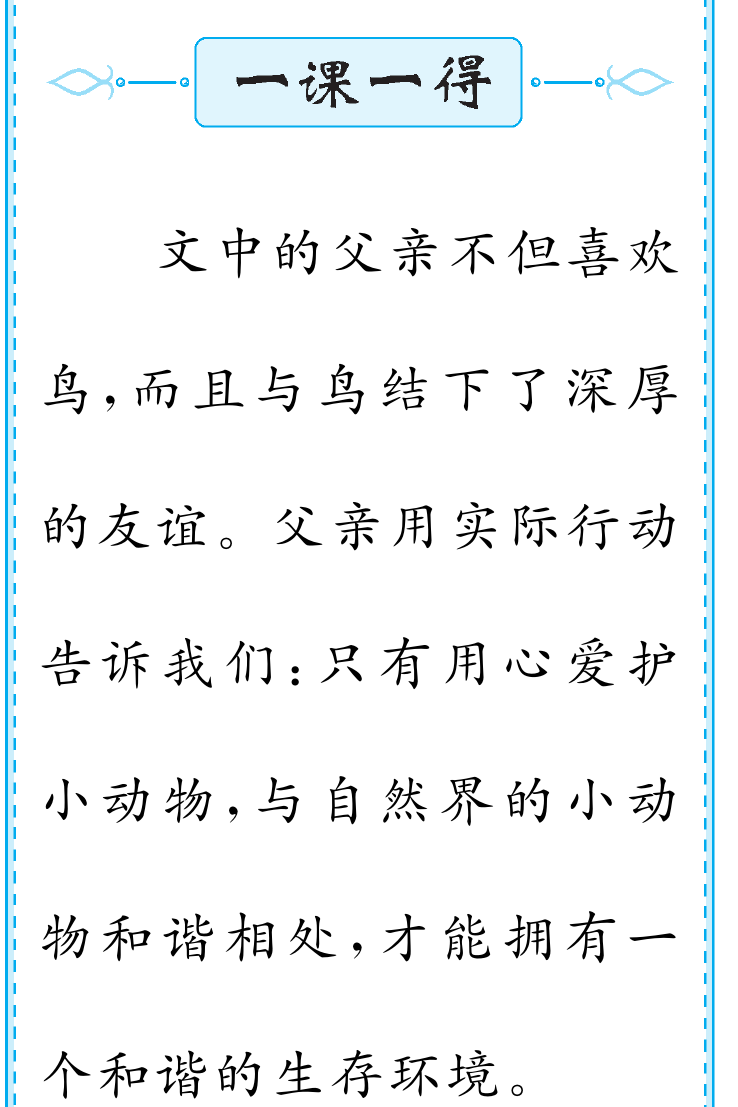 一课一得
文中的父亲不但喜欢
鸟,而且与鸟结下了深厚
的友谊。父亲用实际行动
告诉我们:只有用心爱护
小动物,与自然界的小动
物和谐相处,才能拥有一
个和谐的生存环境。